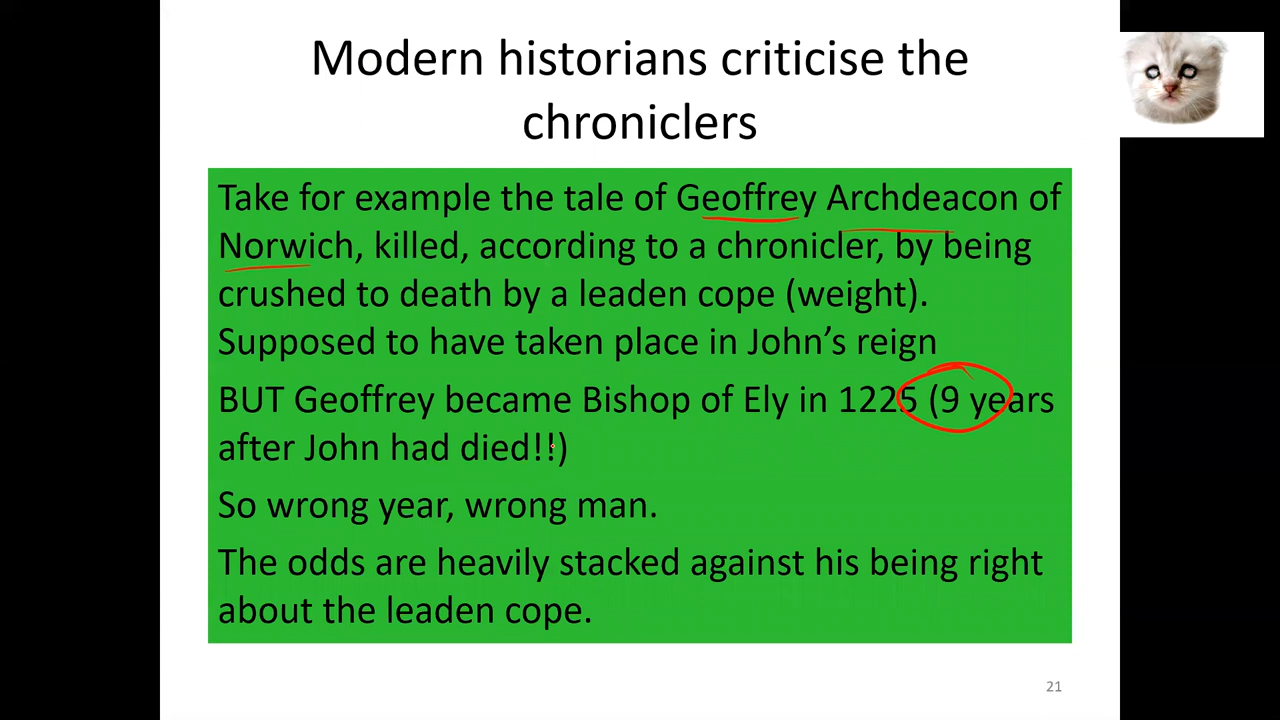 Modern historians criticise the
chroniclers
Take for example the tale of Geoffrey Archdeacon of
Norwich, killed, according to a chronicler, by being
crushed to death by a leaden cope (weight).
Supposed to have taken place in John’s reign
BUT Geoffrey became Bishop of Ely in 1225 (9 years
after John had died!!)
So wrong year, wrong man.
The odds are heavily stacked against his being right
about the leaden cope.
21